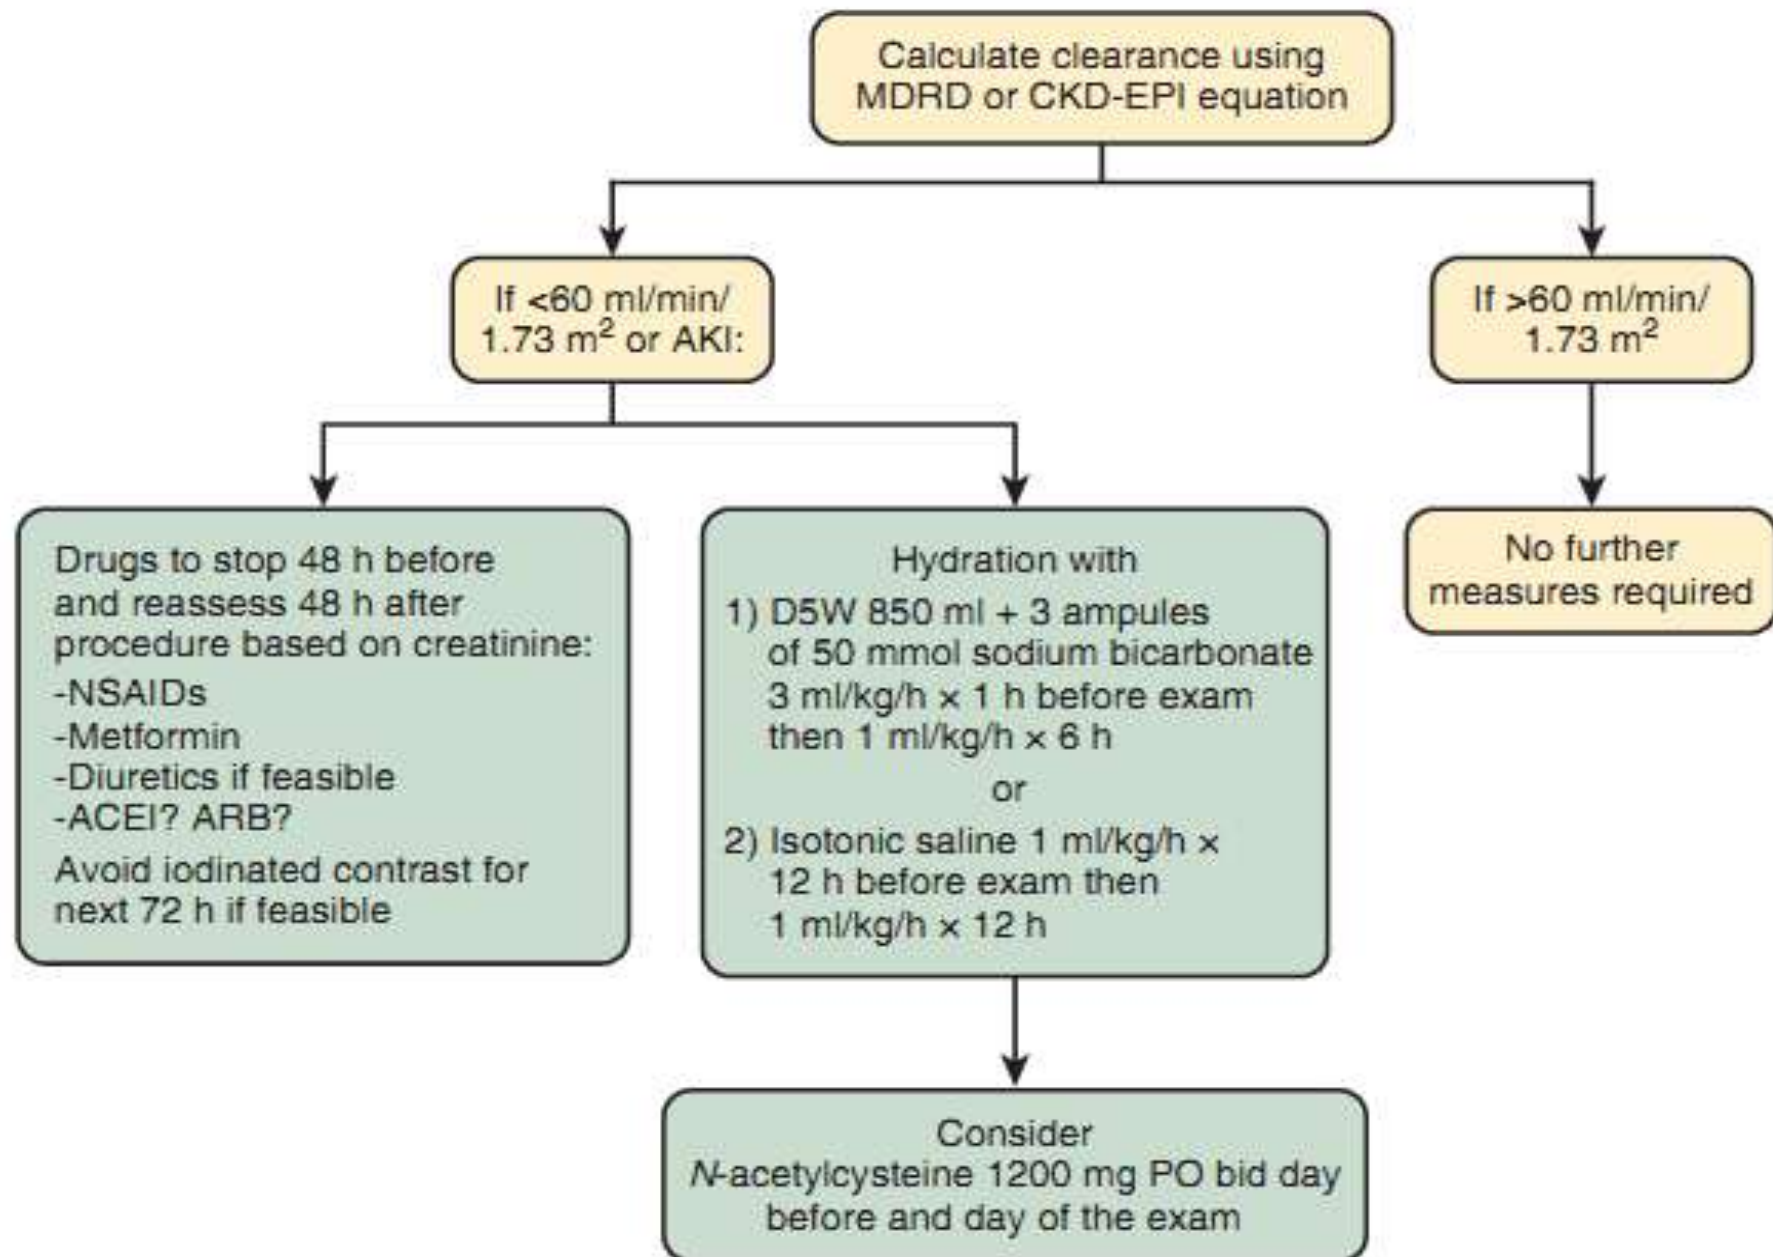 Calculate clearance using
MDRD or CKD-EPI equation
If <60 ml/min/
1.73 m² or AKI:
If >60 ml/min/
1.73 m²
Drugs to stop 48 h before
and reassess 48 h after
procedure based on creatinine:
-NSAIDs
-Metformin
-Diuretics if feasible
-ACEI? ARB?
Avoid iodinated contrast for
next 72 h if feasible
Hydration with
1) D5W 850 ml + 3 ampules
of 50 mmol sodium bicarbonate
3 ml/kg/h × 1 h before exam
then 1 ml/kg/h × 6 h
or
2) Isotonic saline 1 ml/kg/h ×
12 h before exam then
1 ml/kg/h × 12 h
No further
measures required
Consider
N-acetylcysteine 1200 mg PO bid day
before and day of the exam